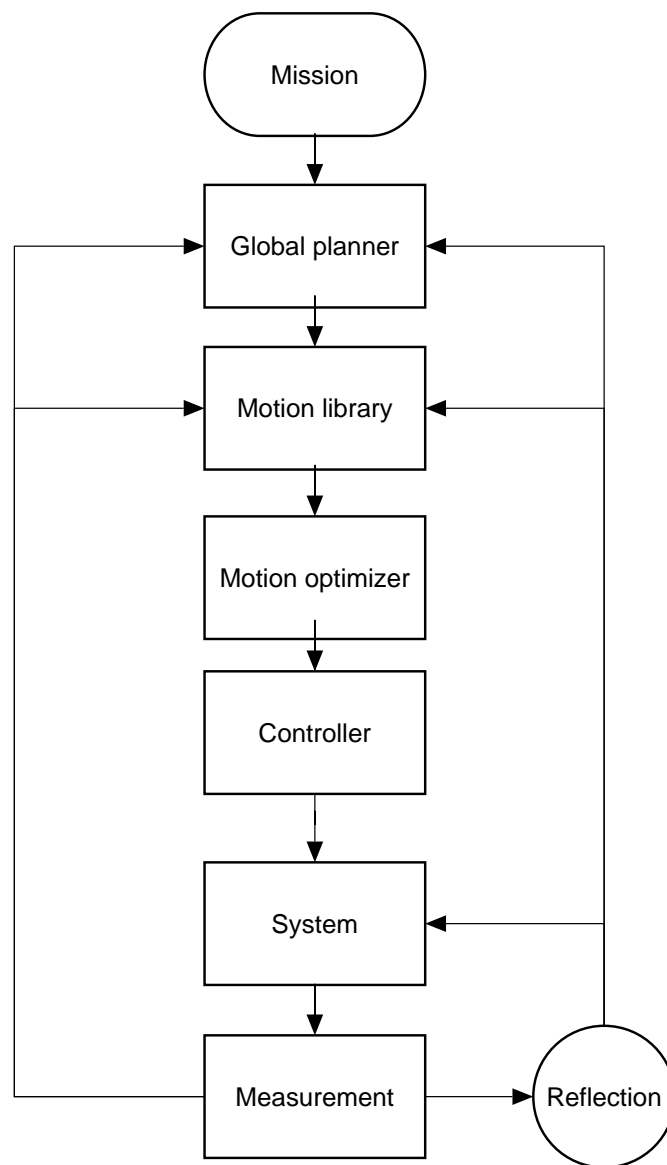 Mission
Global planner
Motion library
Motion optimizer
Controller
System
Measurement
Reflection